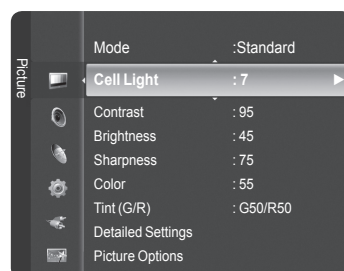 Picture
Mode :Standard
Cell Light : 7
Contrast : 95
Brightness : 45
Sharpness : 75
Color : 55
Tint (G/R) : G50/R50
Detailed Settings
Picture Options